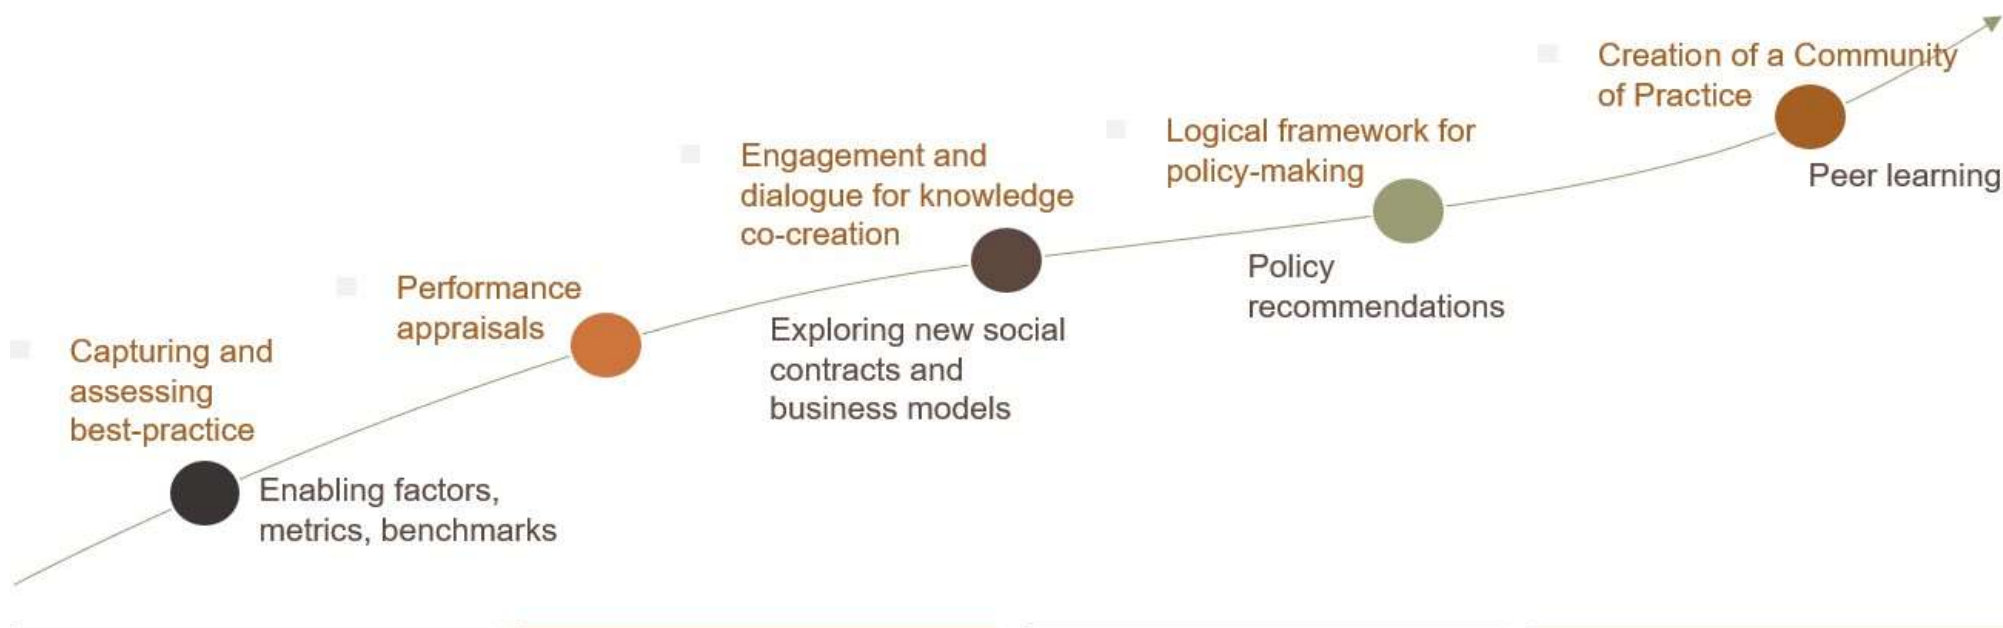 Capturing and
assessing
best-practice
Enabling factors,
metrics, benchmarks
Performance
appraisals
Engagement and
dialogue for knowledge
co-creation
Exploring new social
contracts and
business models
Logical framework for
policy-making
Policy
recommendations
Creation of a Community
of Practice
Peer learning